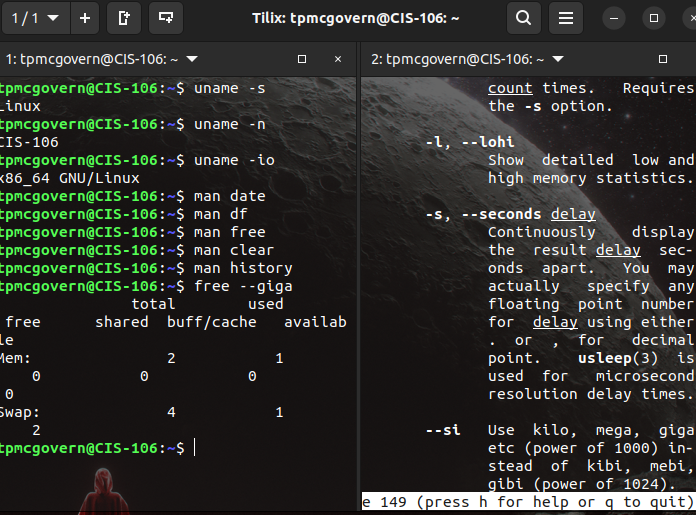 1 / 1
Tilix: tpmcgovern@CIS-106: ~
1: tpmcgovern@CIS-106: ~
tpmcgovern@CIS-106:~$ uname -s
Linux
tpmcgovern@CIS-106:~$ uname -n
CIS-106
tpmcgovern@CIS-106:~$ uname -io
x86_64 GNU/Linux
tpmcgovern@CIS-106:~$ man date
tpmcgovern@CIS-106:~$ man df
tpmcgovern@CIS-106:~$ man free
tpmcgovern@CIS-106:~$ man clear
tpmcgovern@CIS-106:~$ man history
tpmcgovern@CIS-106:~$ free --giga
total used
free shared buff/cache availab
le
Mem: 2 1
0 0 0
0
Swap: 4 1
2
tpmcgovern@CIS-106:~$
2: tpmcgovern@CIS-106: ~
count times. Requires
the -s option.
-l, --lohi
Show detailed low and
high memory statistics.
-s, --seconds delay
Continuously display
the result delay sec-
onds apart. You may
actually specify any
floating point number
for delay using either
. or , for decimal
point. usleep(3) is
used for microsecond
resolution delay times.
--si Use kilo, mega, giga
etc (power of 1000) in-
stead of kibi, mebi,
gibi (power of 1024).
e 149 (press h for help or q to quit)